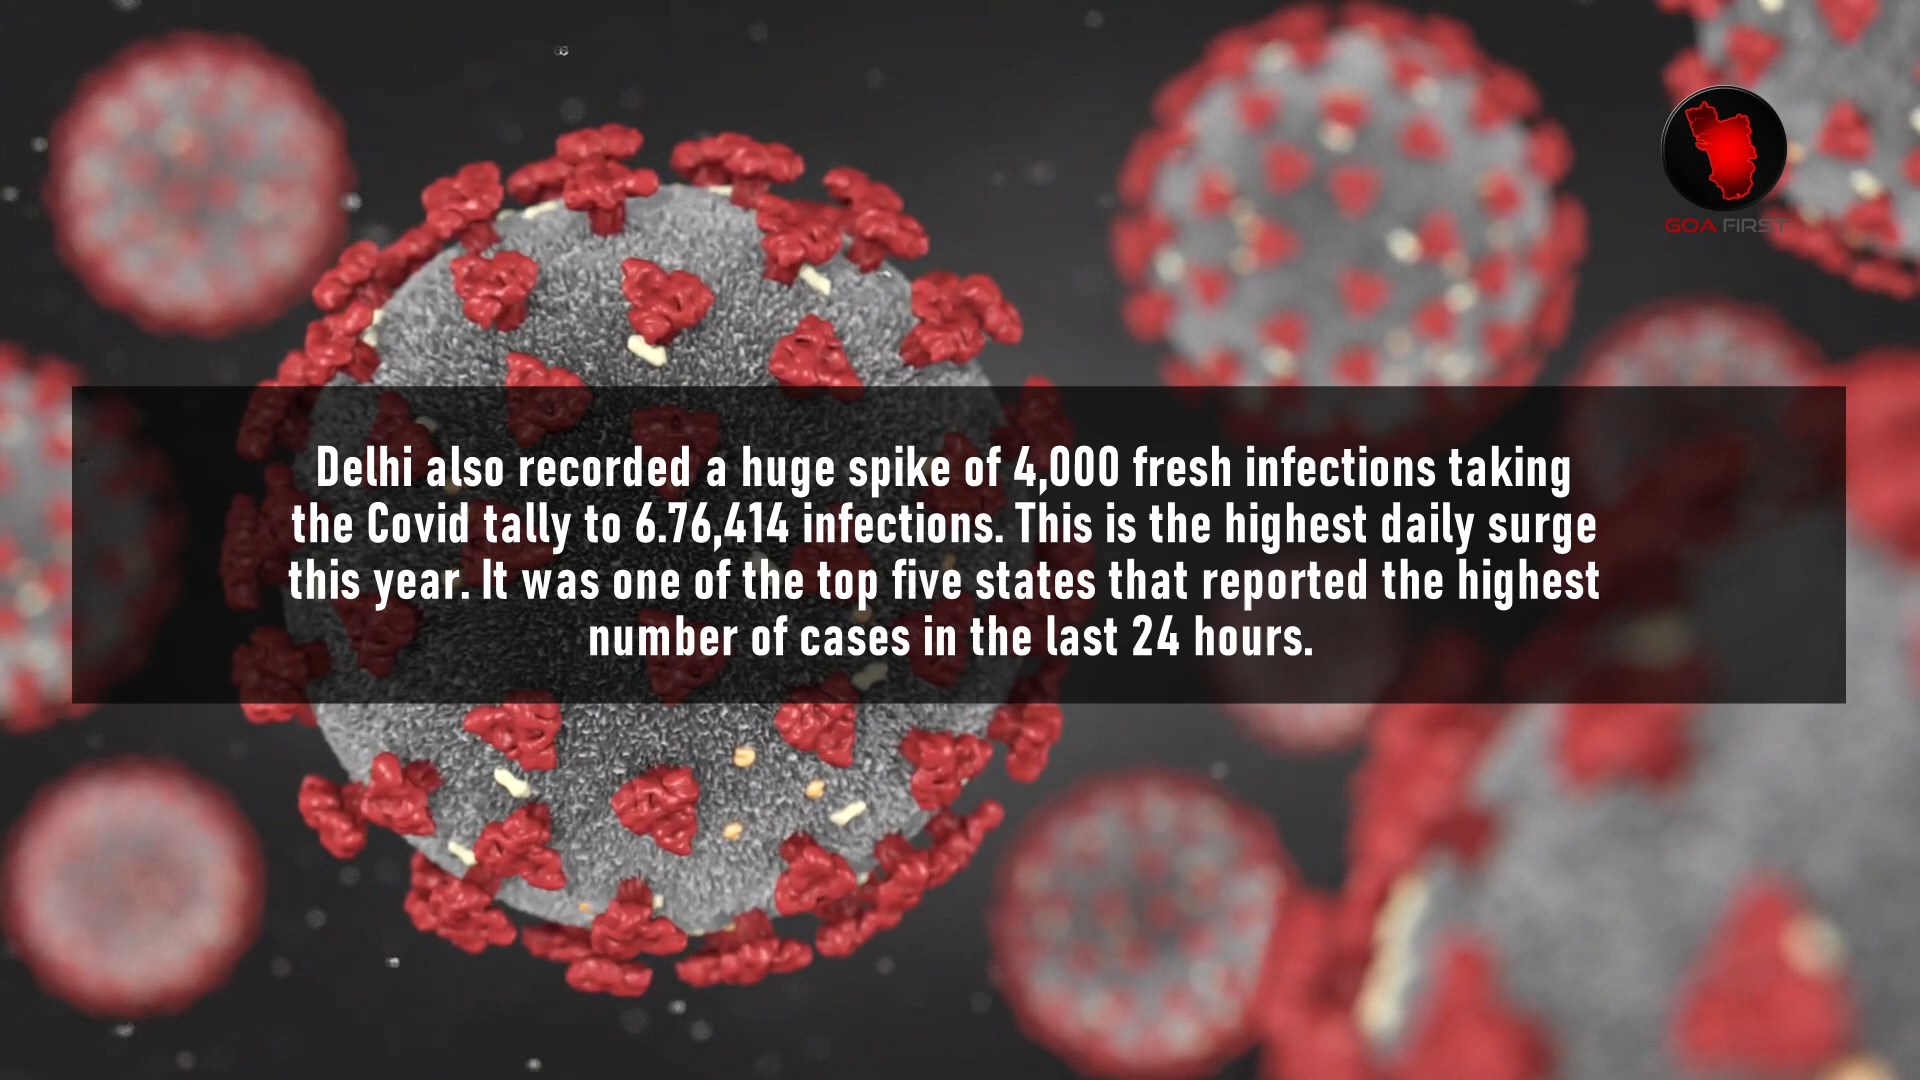 GOA FIRST
Delhi also recorded a huge spike of 4,000 fresh infections taking
the Covid tally to 6.76,414 infections. This is the highest daily surge
this year. It was one of the top five states that reported the highest
number of cases in the last 24 hours.